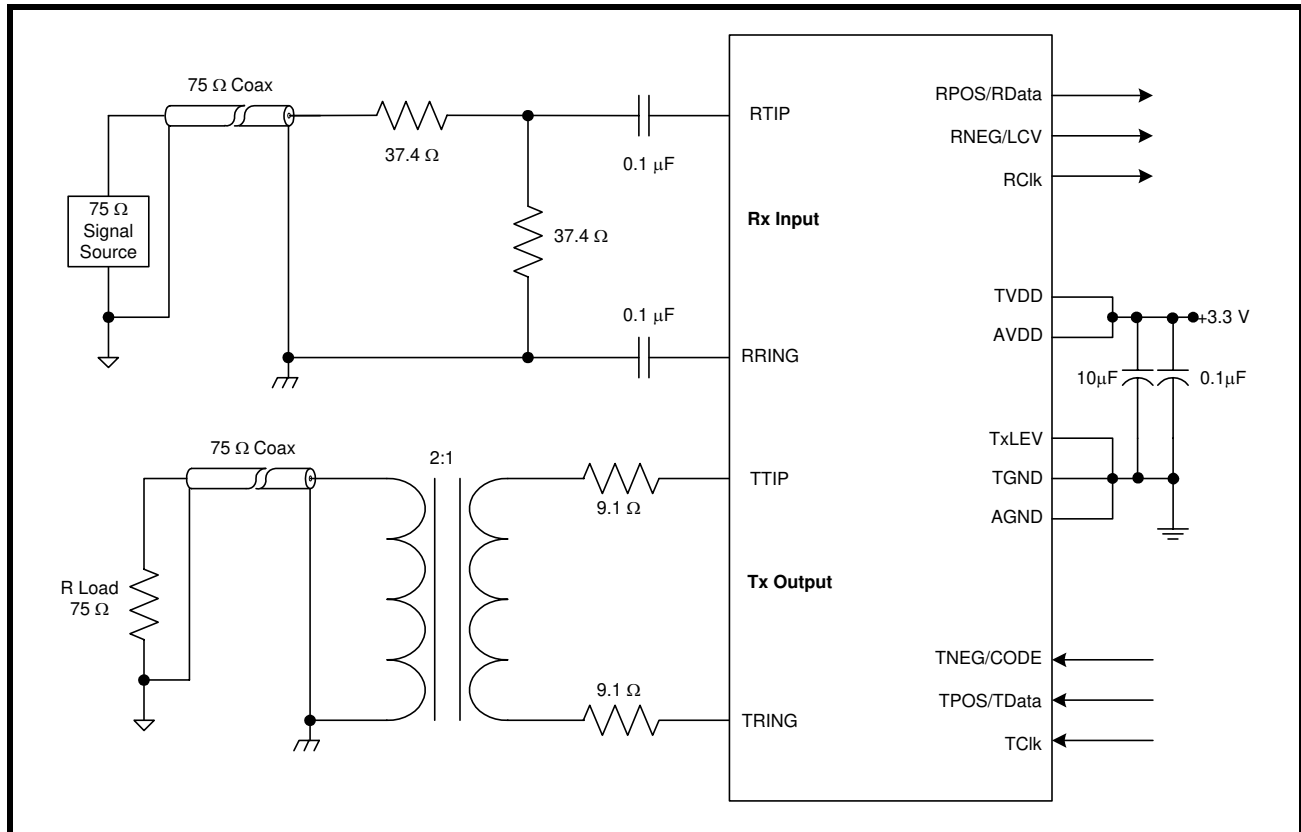 75 Ω Coax
37.4 Ω
0.1 μF
RTIP
75 Ω
Signal
Source
37.4 Ω
Rx Input
0.1 μF
RRING
RPOS/RData
RNEG/LCV
RClk
TVDD
AVDD
+3.3 V
10μF
0.1μF
TxLEV
TGND
AGND
75 Ω Coax
2:1
9.1 Ω
TTIP
R Load
75 Ω
Tx Output
9.1 Ω
TRING
TNEG/CODE
TPOS/TData
TClk